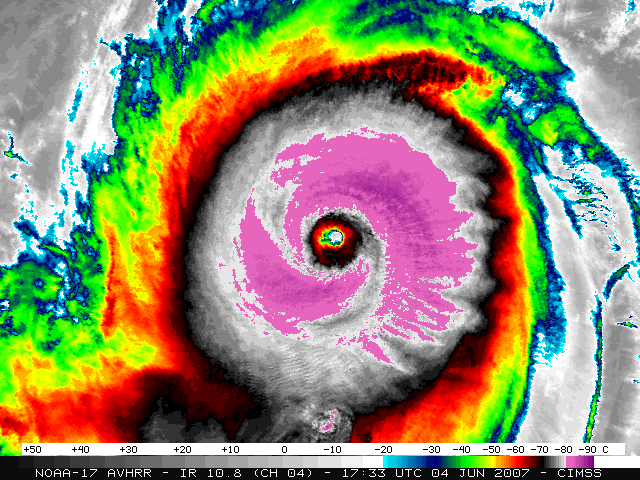 +50 +40 +30 +20 +10 0 -10 -20 -30 -40 -50 -60 -70 -80 -90 C
NOAA-17 AVHRR - IR 10.8 (CH 04) - 17:33 UTC 04 JUN 2007 - CIMSS